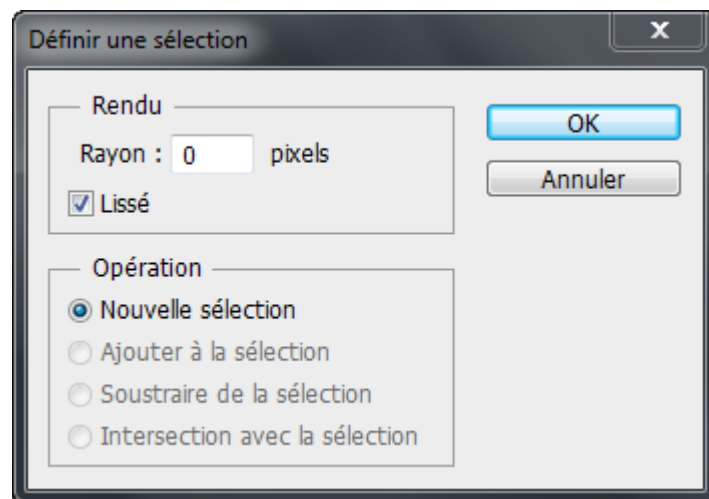 Définir une sélection
x
Rendu
Rayon : 0 pixels
Lissé
OK
Annuler
Opération
Nouvelle sélection
Ajouter à la sélection
Soustraire de la sélection
Intersection avec la sélection